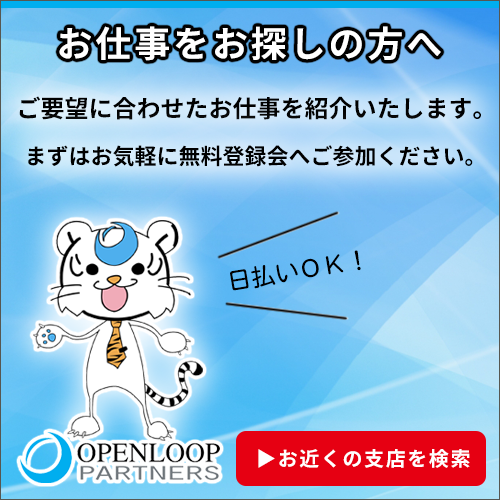 お仕事をお探しの方へ
ご要望に合わせたお仕事を紹介いたします。
まずはお気軽に無料登録会へご参加ください。
日払いＯＫ！
OPENLOOP
PARTNERS
▶お近くの支店を検索